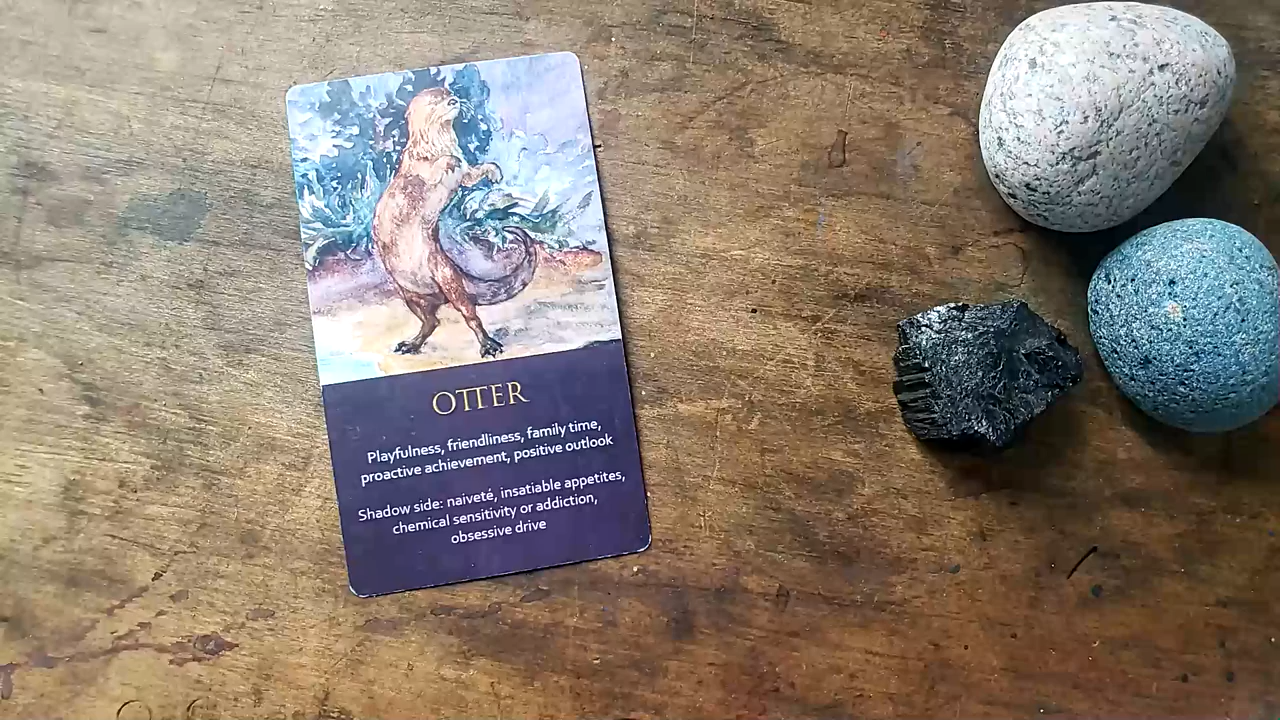 OTTER
Playfulness, friendliness, family time,
proactive achievement, positive outlook
Shadow side: naiveté, insatiable appetites,
chemical sensitivity or addiction,
obsessive drive